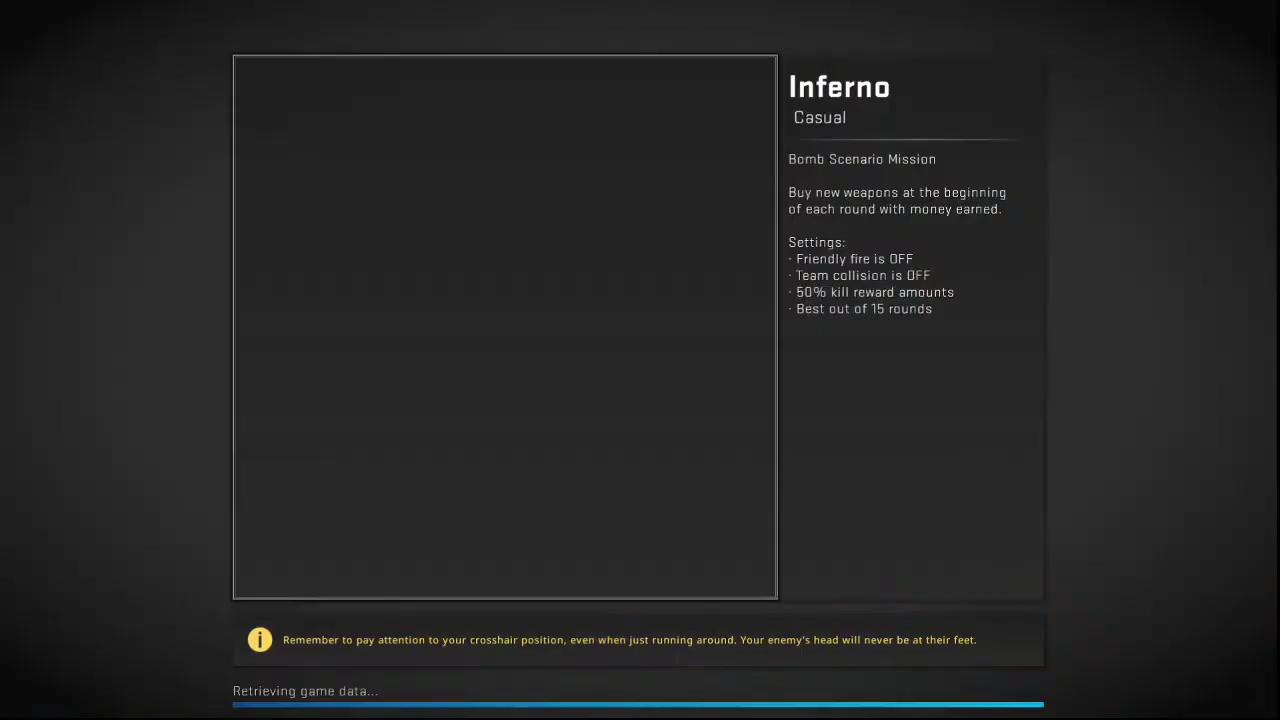 Inferno
Casual
Bomb Scenario Mission
Buy new weapons at the beginning
of each round with money earned.
Settings:
· Friendly fire is OFF
· Team collision is OFF
· 50% kill reward amounts
· Best out of 15 rounds
Remember to pay attention to your crosshair position, even when just running around. Your enemy's head will never be at their feet.
Retrieving game data...